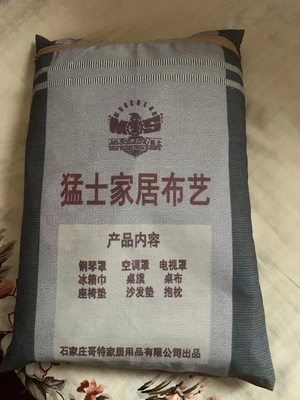 MS
猛士家居布艺
产品内容
钢琴罩 空调罩 电视罩
冰箱巾 桌旗 桌布
座椅垫 沙发垫 抱枕
石家庄哥特家居用品有限公司出品